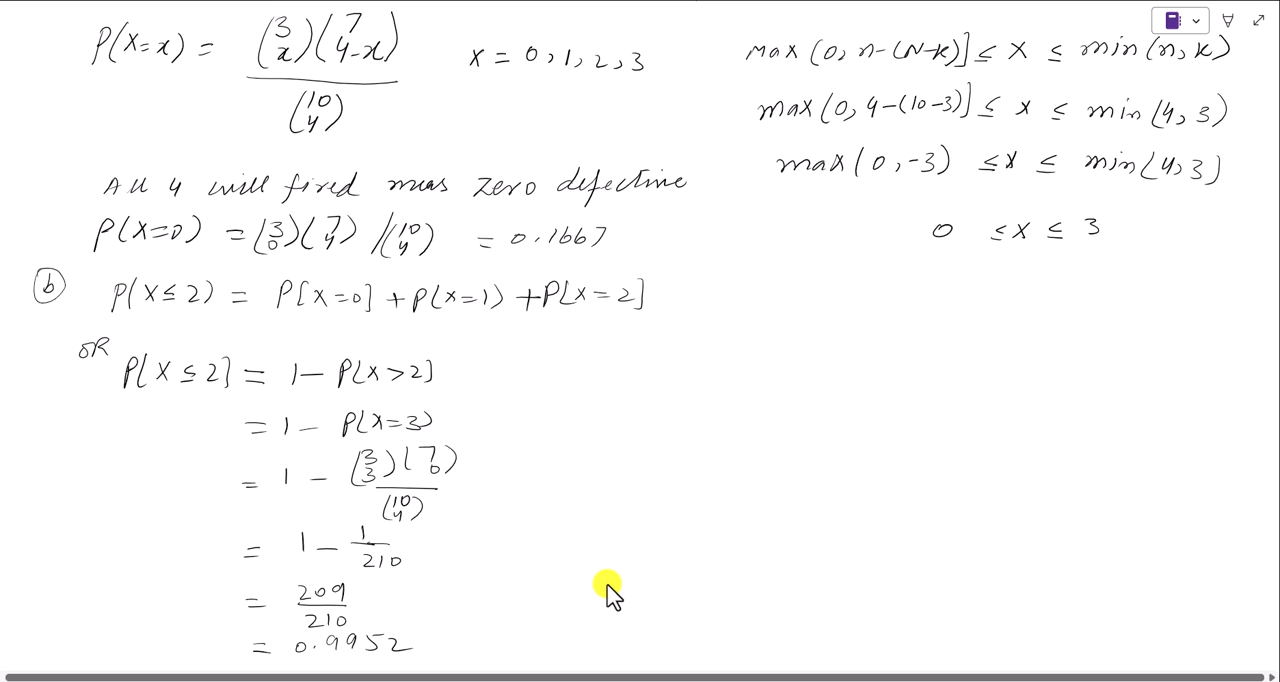 P(X=x) = (3 x)(7 4-x) / (10 4)   x = 0, 1, 2, 3
All 4 will fired meas zero defective
P(X=0) = (3 0)(7 4) / (10 4) = 0.1667
(b) P(X≤2) = P[X=0] + P(X=1) + P[X=2]
OR
P[X≤2] = 1 - P[X>2]
= 1 - P(X=3)
= 1 - (3 3)(7 0) / (10 4)
= 1 - 1/210
= 209/210
= 0.9952
max(0, n-(N-k)] ≤ x ≤ min(n, k)
max(0, 4-(10-3)] ≤ x ≤ min(4, 3)
max(0, -3) ≤ x ≤ min(4, 3)
0 ≤ x ≤ 3